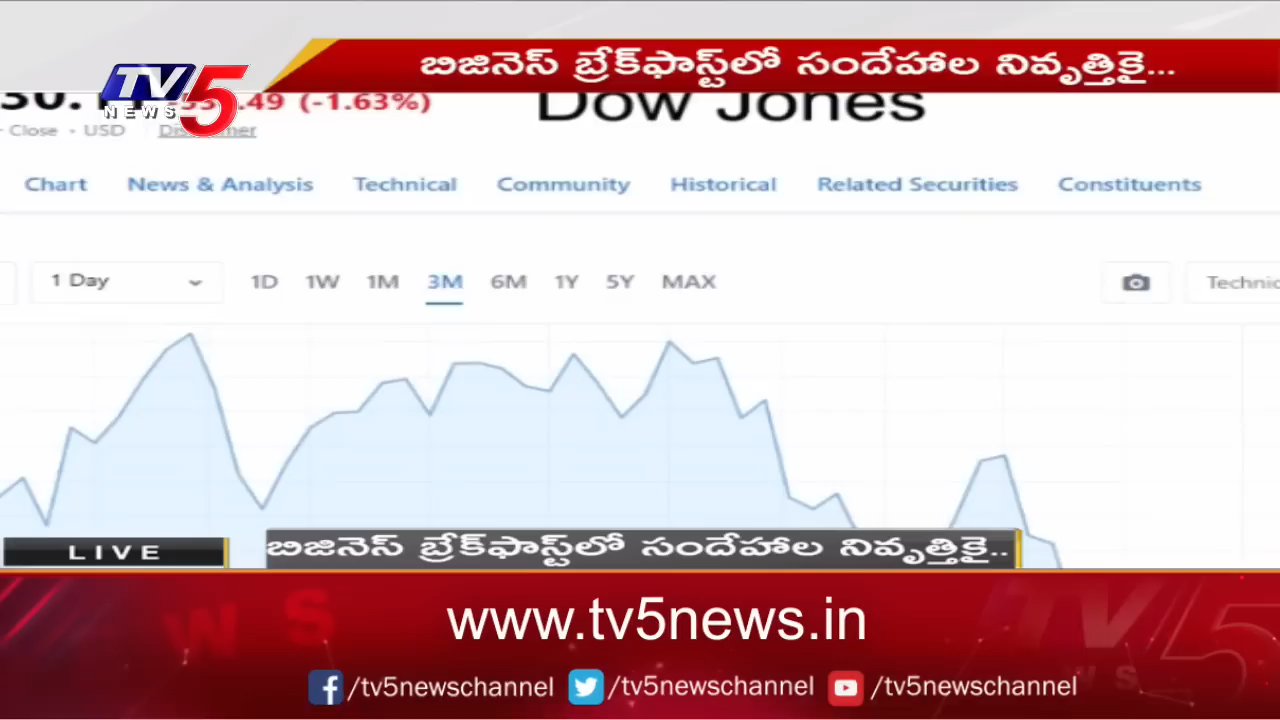 బిజినెస్ బ్రేక్‌ఫాస్ట్‌లో సందేహాల నివృత్తికై...
TV5
NEWS
.49 (-1.63%)
Dow Jones
Close · USD
Chart News & Analysis Technical Community Historical Related Securities Constituents
1 Day 1D 1W 1M 3M 6M 1Y 5Y MAX
LIVE
బిజినెస్ బ్రేక్‌ఫాస్ట్‌లో సందేహాల నివృత్తికై..
www.tv5news.in
/tv5newschannel /tv5newschannel /tv5newschannel